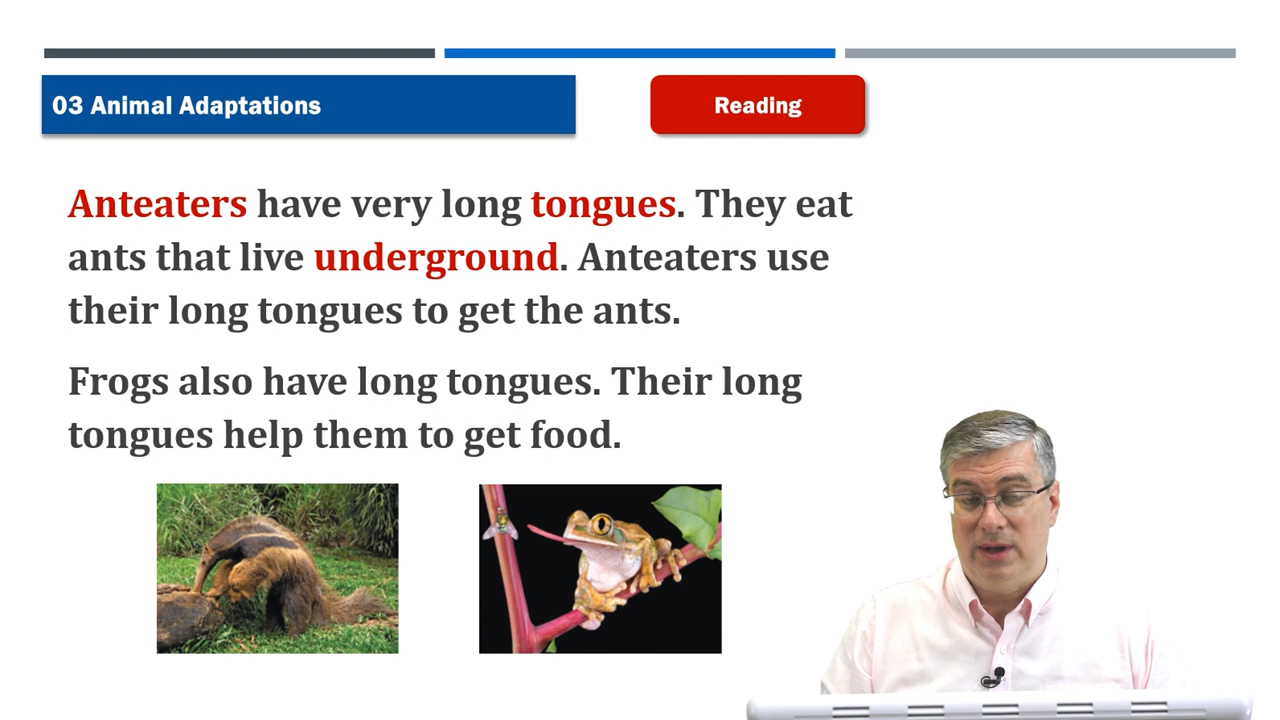 03 Animal Adaptations
Reading
Anteaters have very long tongues. They eat
ants that live underground. Anteaters use
their long tongues to get the ants.
Frogs also have long tongues. Their long
tongues help them to get food.